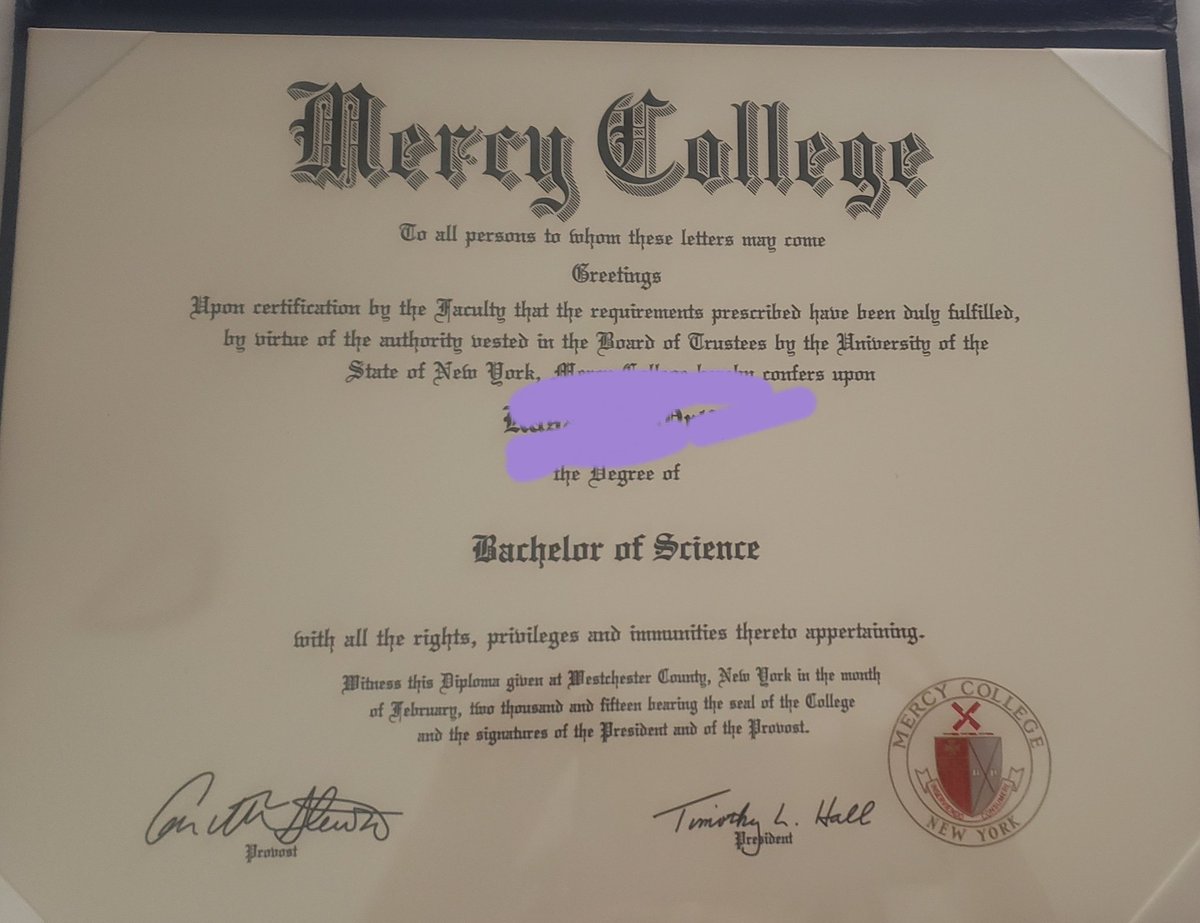 Mercy College
To all persons to whom these letters may come
Greetings
Upon certification by the Faculty that the requirements prescribed have been duly fulfilled,
by virtue of the authority vested in the Board of Trustees by the University of the
State of New York, Mercy College hereby confers upon
the Degree of
Bachelor of Science
with all the rights, privileges and immunities thereto appertaining.
Witness this Diploma given at Westchester County, New York in the month
of February, two thousand and fifteen bearing the seal of the College
and the signatures of the President and of the Provost.
Timothy L. Hall
Provost
President
MERCY COLLEGE
NEW YORK